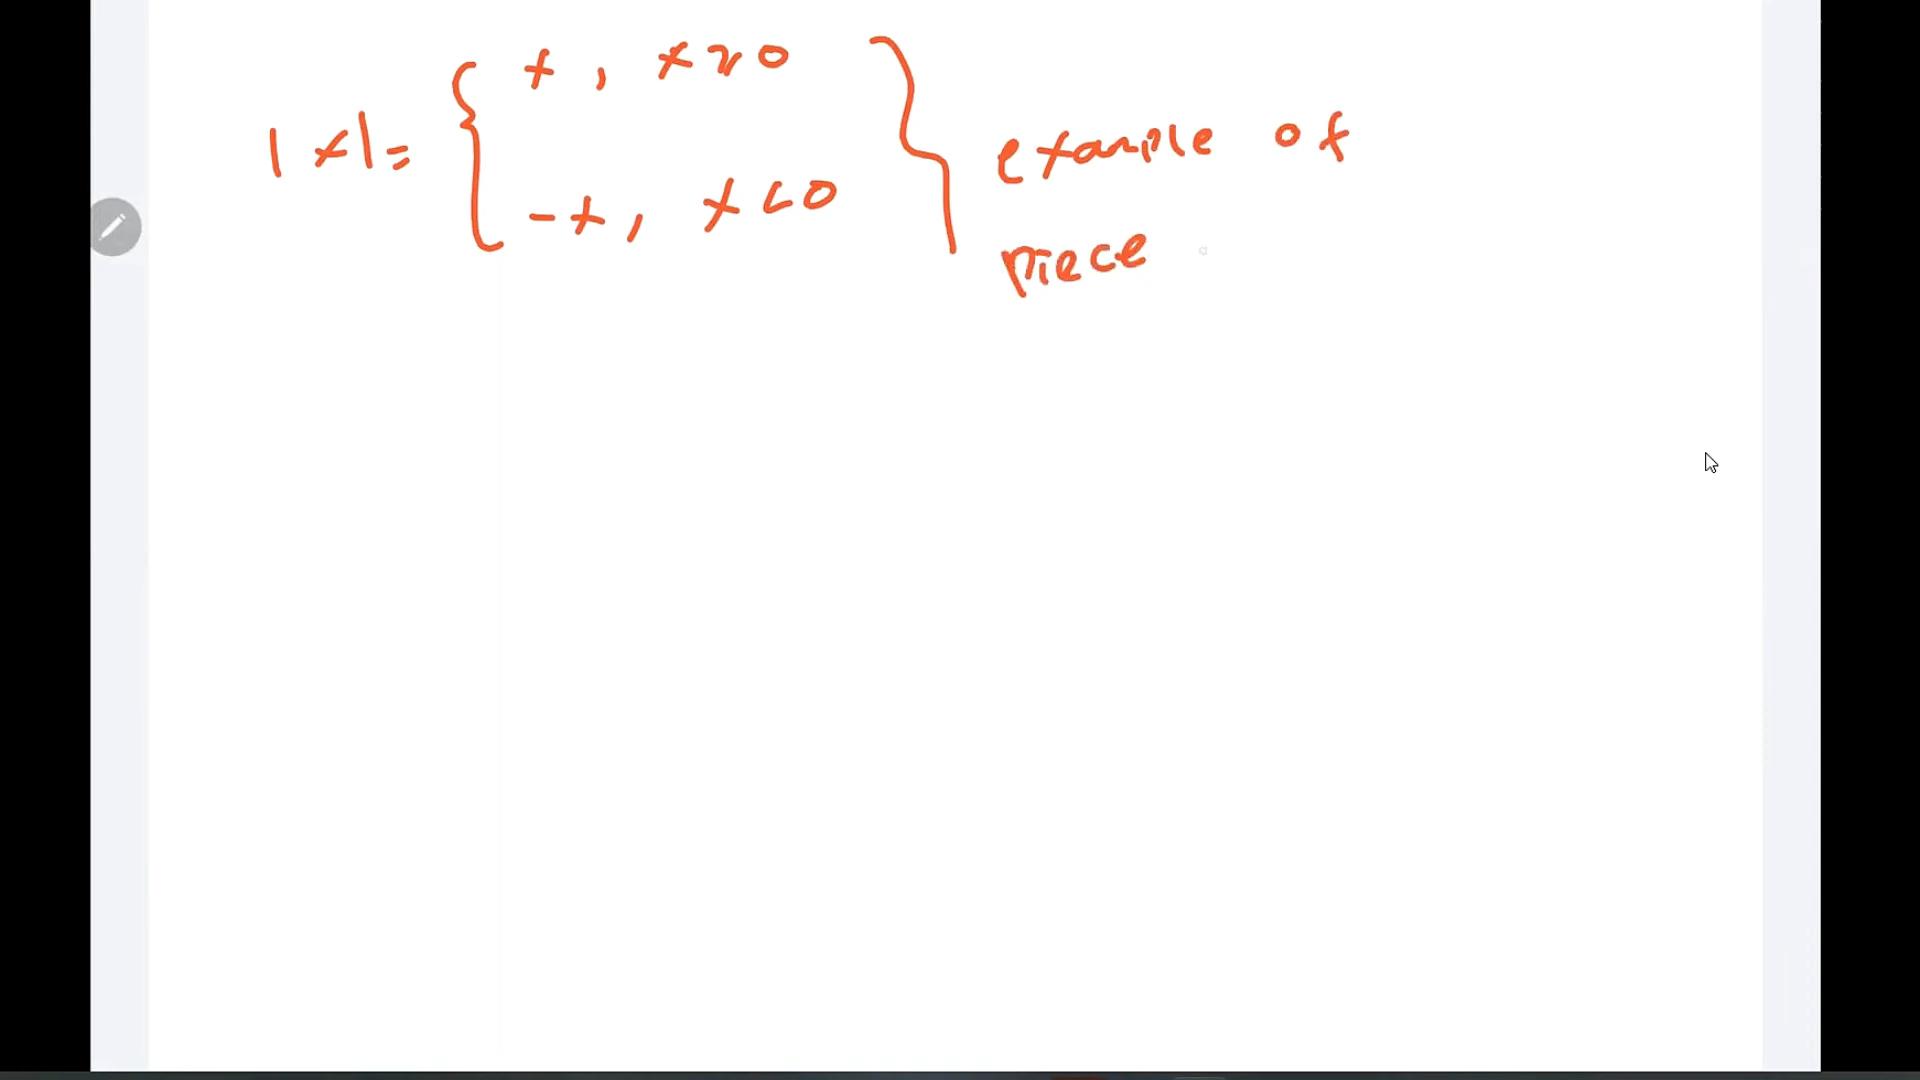 |x| = { x, x≥0
-x, x<0 }
example of
piece